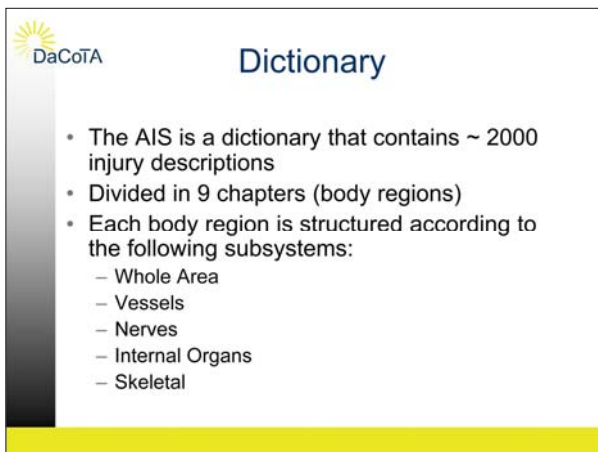 DaCoTA
Dictionary
• The AIS is a dictionary that contains ~ 2000
injury descriptions
• Divided in 9 chapters (body regions)
• Each body region is structured according to
the following subsystems:
– Whole Area
– Vessels
– Nerves
– Internal Organs
– Skeletal